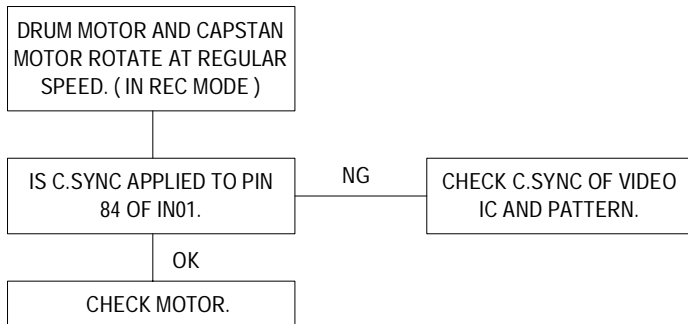 DRUM MOTOR AND CAPSTAN
MOTOR ROTATE AT REGULAR
SPEED. ( IN REC MODE )
IS C.SYNC APPLIED TO PIN
84 OF IN01.
NG
CHECK C.SYNC OF VIDEO
IC AND PATTERN.
OK
CHECK MOTOR.